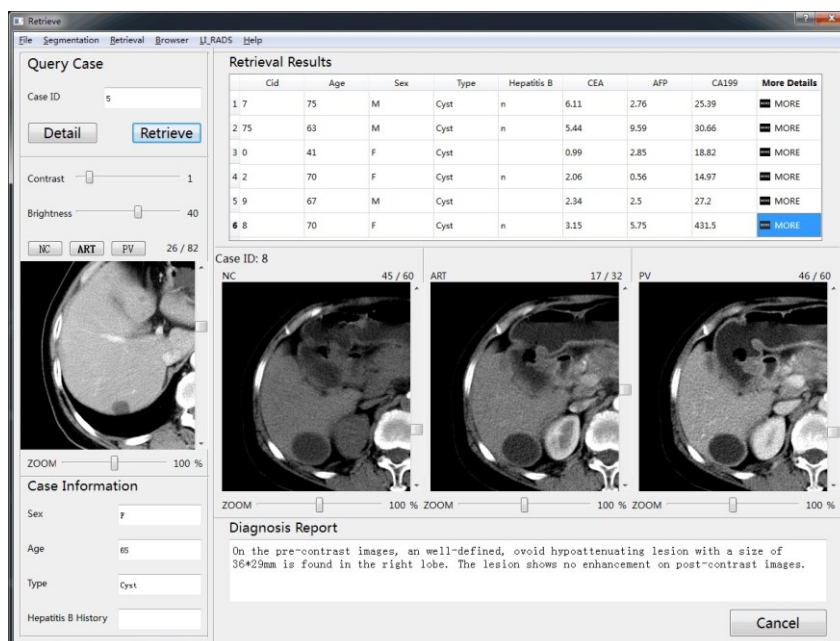 Retrieve
File Segmentation Retrieval Browser LI_RADS Help
Query Case
Case ID 5
Detail Retrieve
Contrast 1
Brightness 40
NC ART PV 26 / 82
ZOOM 100 %
Case Information
Sex F
Age 65
Type Cyst
Hepatitis B History
Retrieval Results
Cid Age Sex Type Hepatitis B CEA AFP CA199 More Details
1 7 75 M Cyst n 6.11 2.76 25.39 MORE
2 75 63 M Cyst n 5.44 9.59 30.66 MORE
3 0 41 F Cyst 0.99 2.85 18.82 MORE
4 2 70 F Cyst n 2.06 0.56 14.97 MORE
5 9 67 M Cyst 2.34 2.5 27.2 MORE
6 8 70 F Cyst n 3.15 5.75 431.5 MORE
Case ID: 8
NC 45 / 60 ART 17 / 32 PV 46 / 60
ZOOM 100 % ZOOM 100 % ZOOM 100 %
Diagnosis Report
On the pre-contrast images, an well-defined, ovoid hypoattenuating lesion with a size of
36*29mm is found in the right lobe. The lesion shows no enhancement on post-contrast images.
Cancel